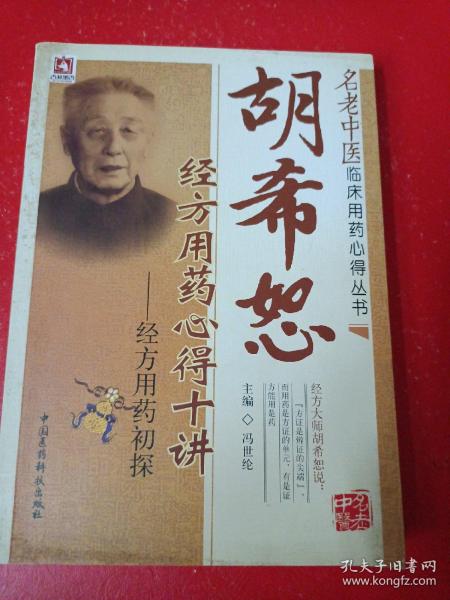 名老中医临床用药心得丛书
胡希恕
经方用药心得十讲
——经方用药初探
经方大师胡希恕说：
“方证是辨证的尖端”，
而用药是方证的单元，有是证
方能用是药
主编◇冯世纶
中国医药科技出版社
名老
中醫
孔夫子旧书网
www.kongfz.com